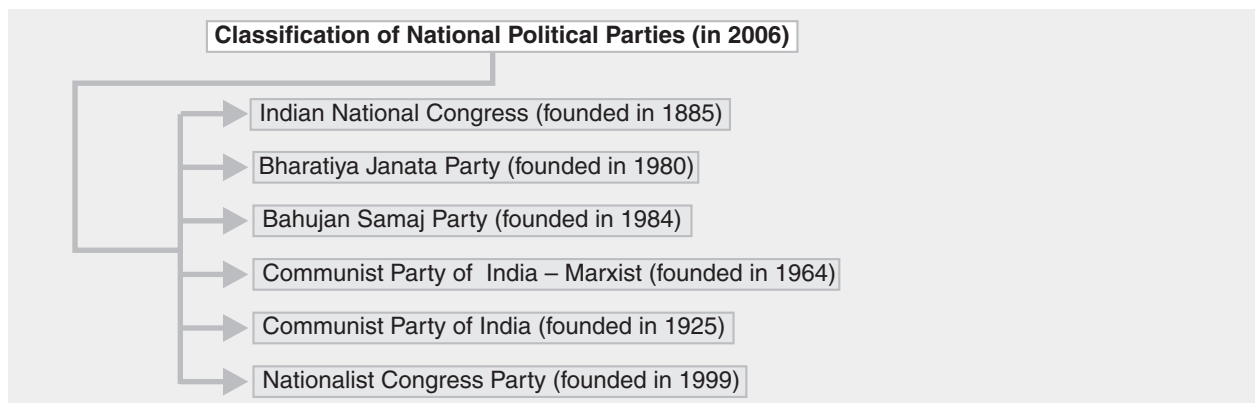 Classification of National Political Parties (in 2006)
Indian National Congress (founded in 1885)
Bharatiya Janata Party (founded in 1980)
Bahujan Samaj Party (founded in 1984)
Communist Party of India – Marxist (founded in 1964)
Communist Party of India (founded in 1925)
Nationalist Congress Party (founded in 1999)